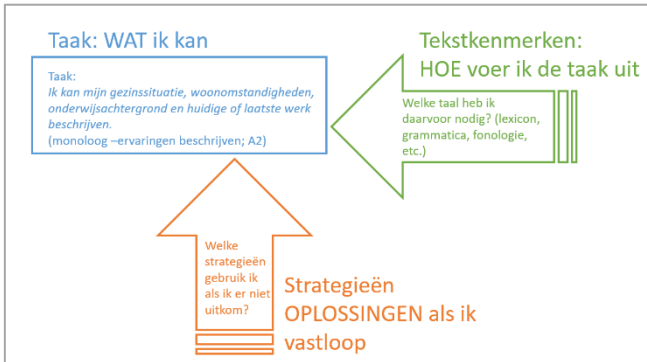 Taak: WAT ik kan
Taak:
Ik kan mijn gezinssituatie, woonomstandigheden,
onderwijsachtergrond en huidige of laatste werk
beschrijven.
(monoloog –ervaringen beschrijven; A2)
Tekstkenmerken:
HOE voer ik de taak uit
Welke taal heb ik
daarvoor nodig? (lexicon,
grammatica, fonologie,
etc.)
Welke
strategieën
gebruik ik
als ik er niet
uitkom?
Strategieën
OPLOSSINGEN als ik
vastloop